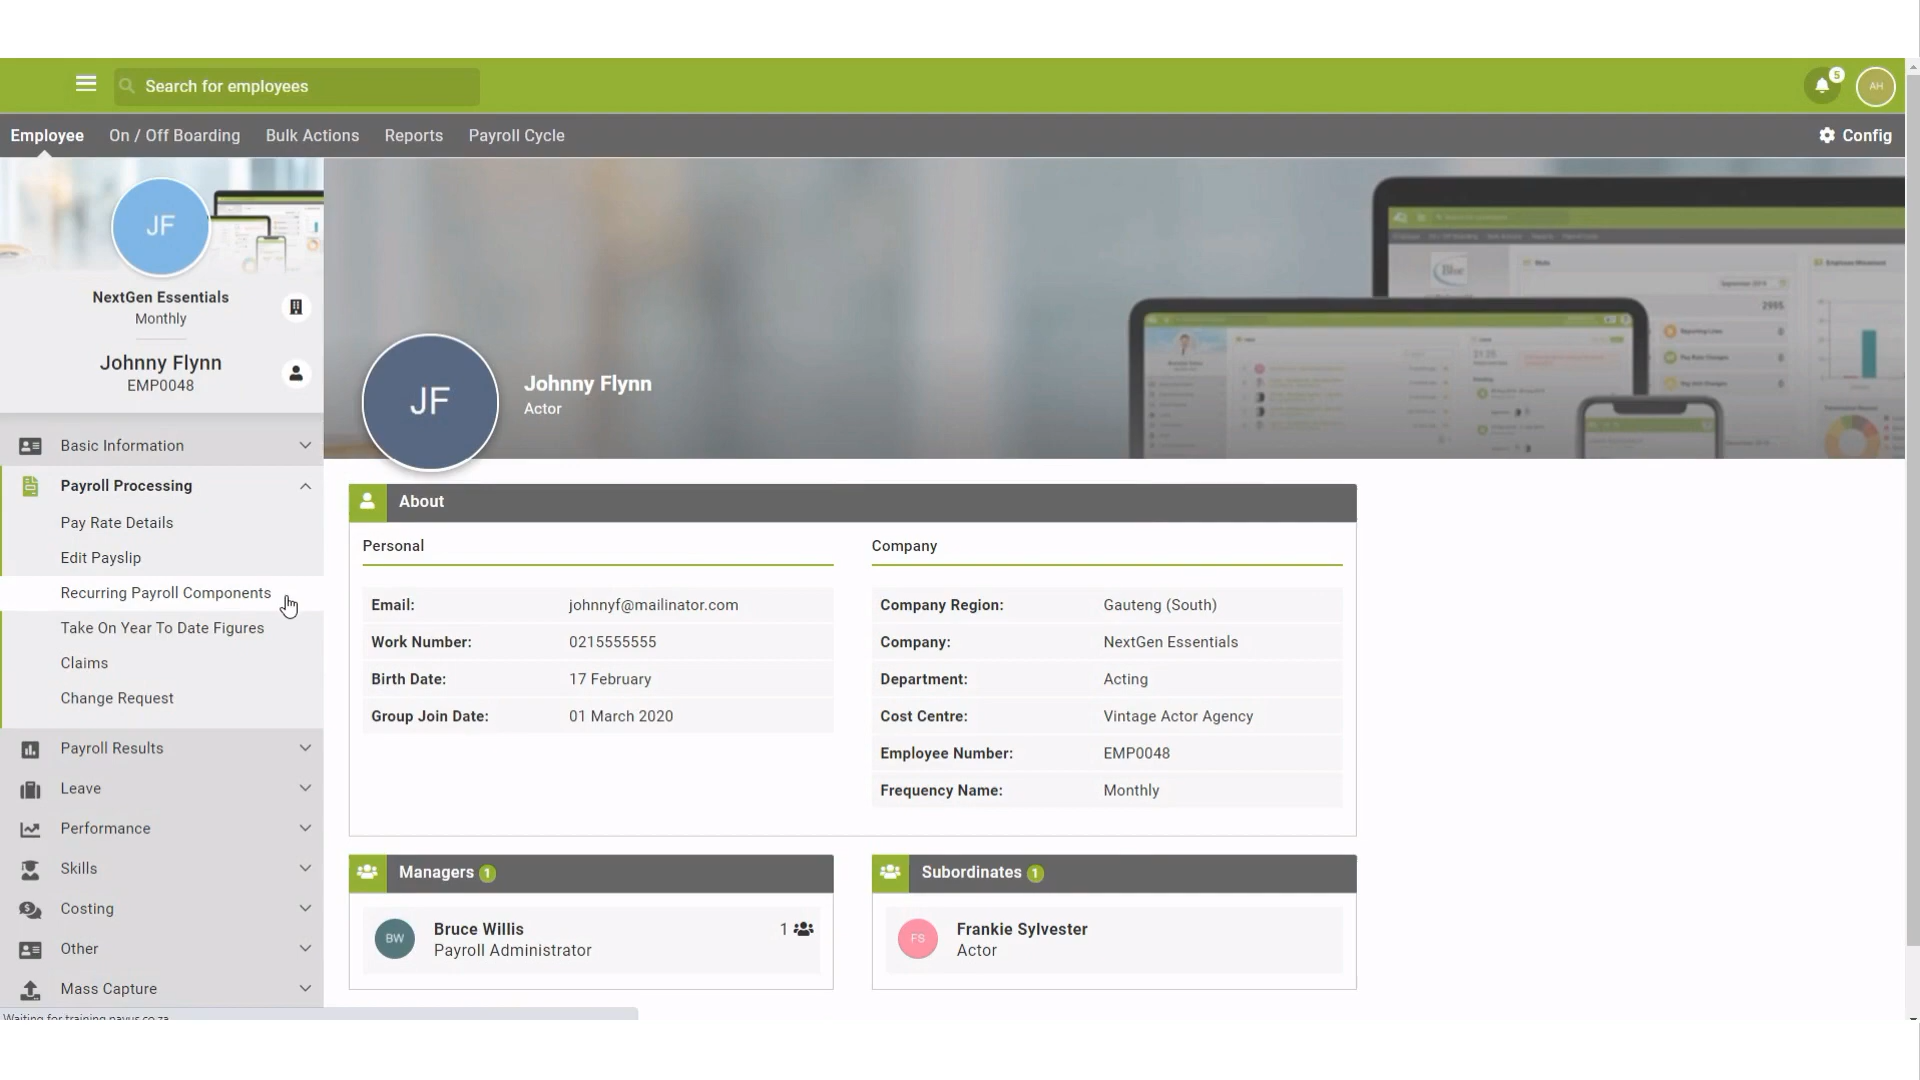 Search for employees
5
AH
Employee
On / Off Boarding
Bulk Actions
Reports
Payroll Cycle
Config
JF
NextGen Essentials
Monthly
Johnny Flynn
EMP0048
Basic Information
Payroll Processing
Pay Rate Details
Edit Payslip
Recurring Payroll Components
Take On Year To Date Figures
Claims
Change Request
Payroll Results
Leave
Performance
Skills
Costing
Other
Mass Capture
JF
Johnny Flynn
Actor
About
Personal
Email: johnnyf@mailinator.com
Work Number: 0215555555
Birth Date: 17 February
Group Join Date: 01 March 2020
Company
Company Region: Gauteng (South)
Company: NextGen Essentials
Department: Acting
Cost Centre: Vintage Actor Agency
Employee Number: EMP0048
Frequency Name: Monthly
Managers 1
BW
Bruce Willis
Payroll Administrator
1
Subordinates 1
FS
Frankie Sylvester
Actor
Waiting for training